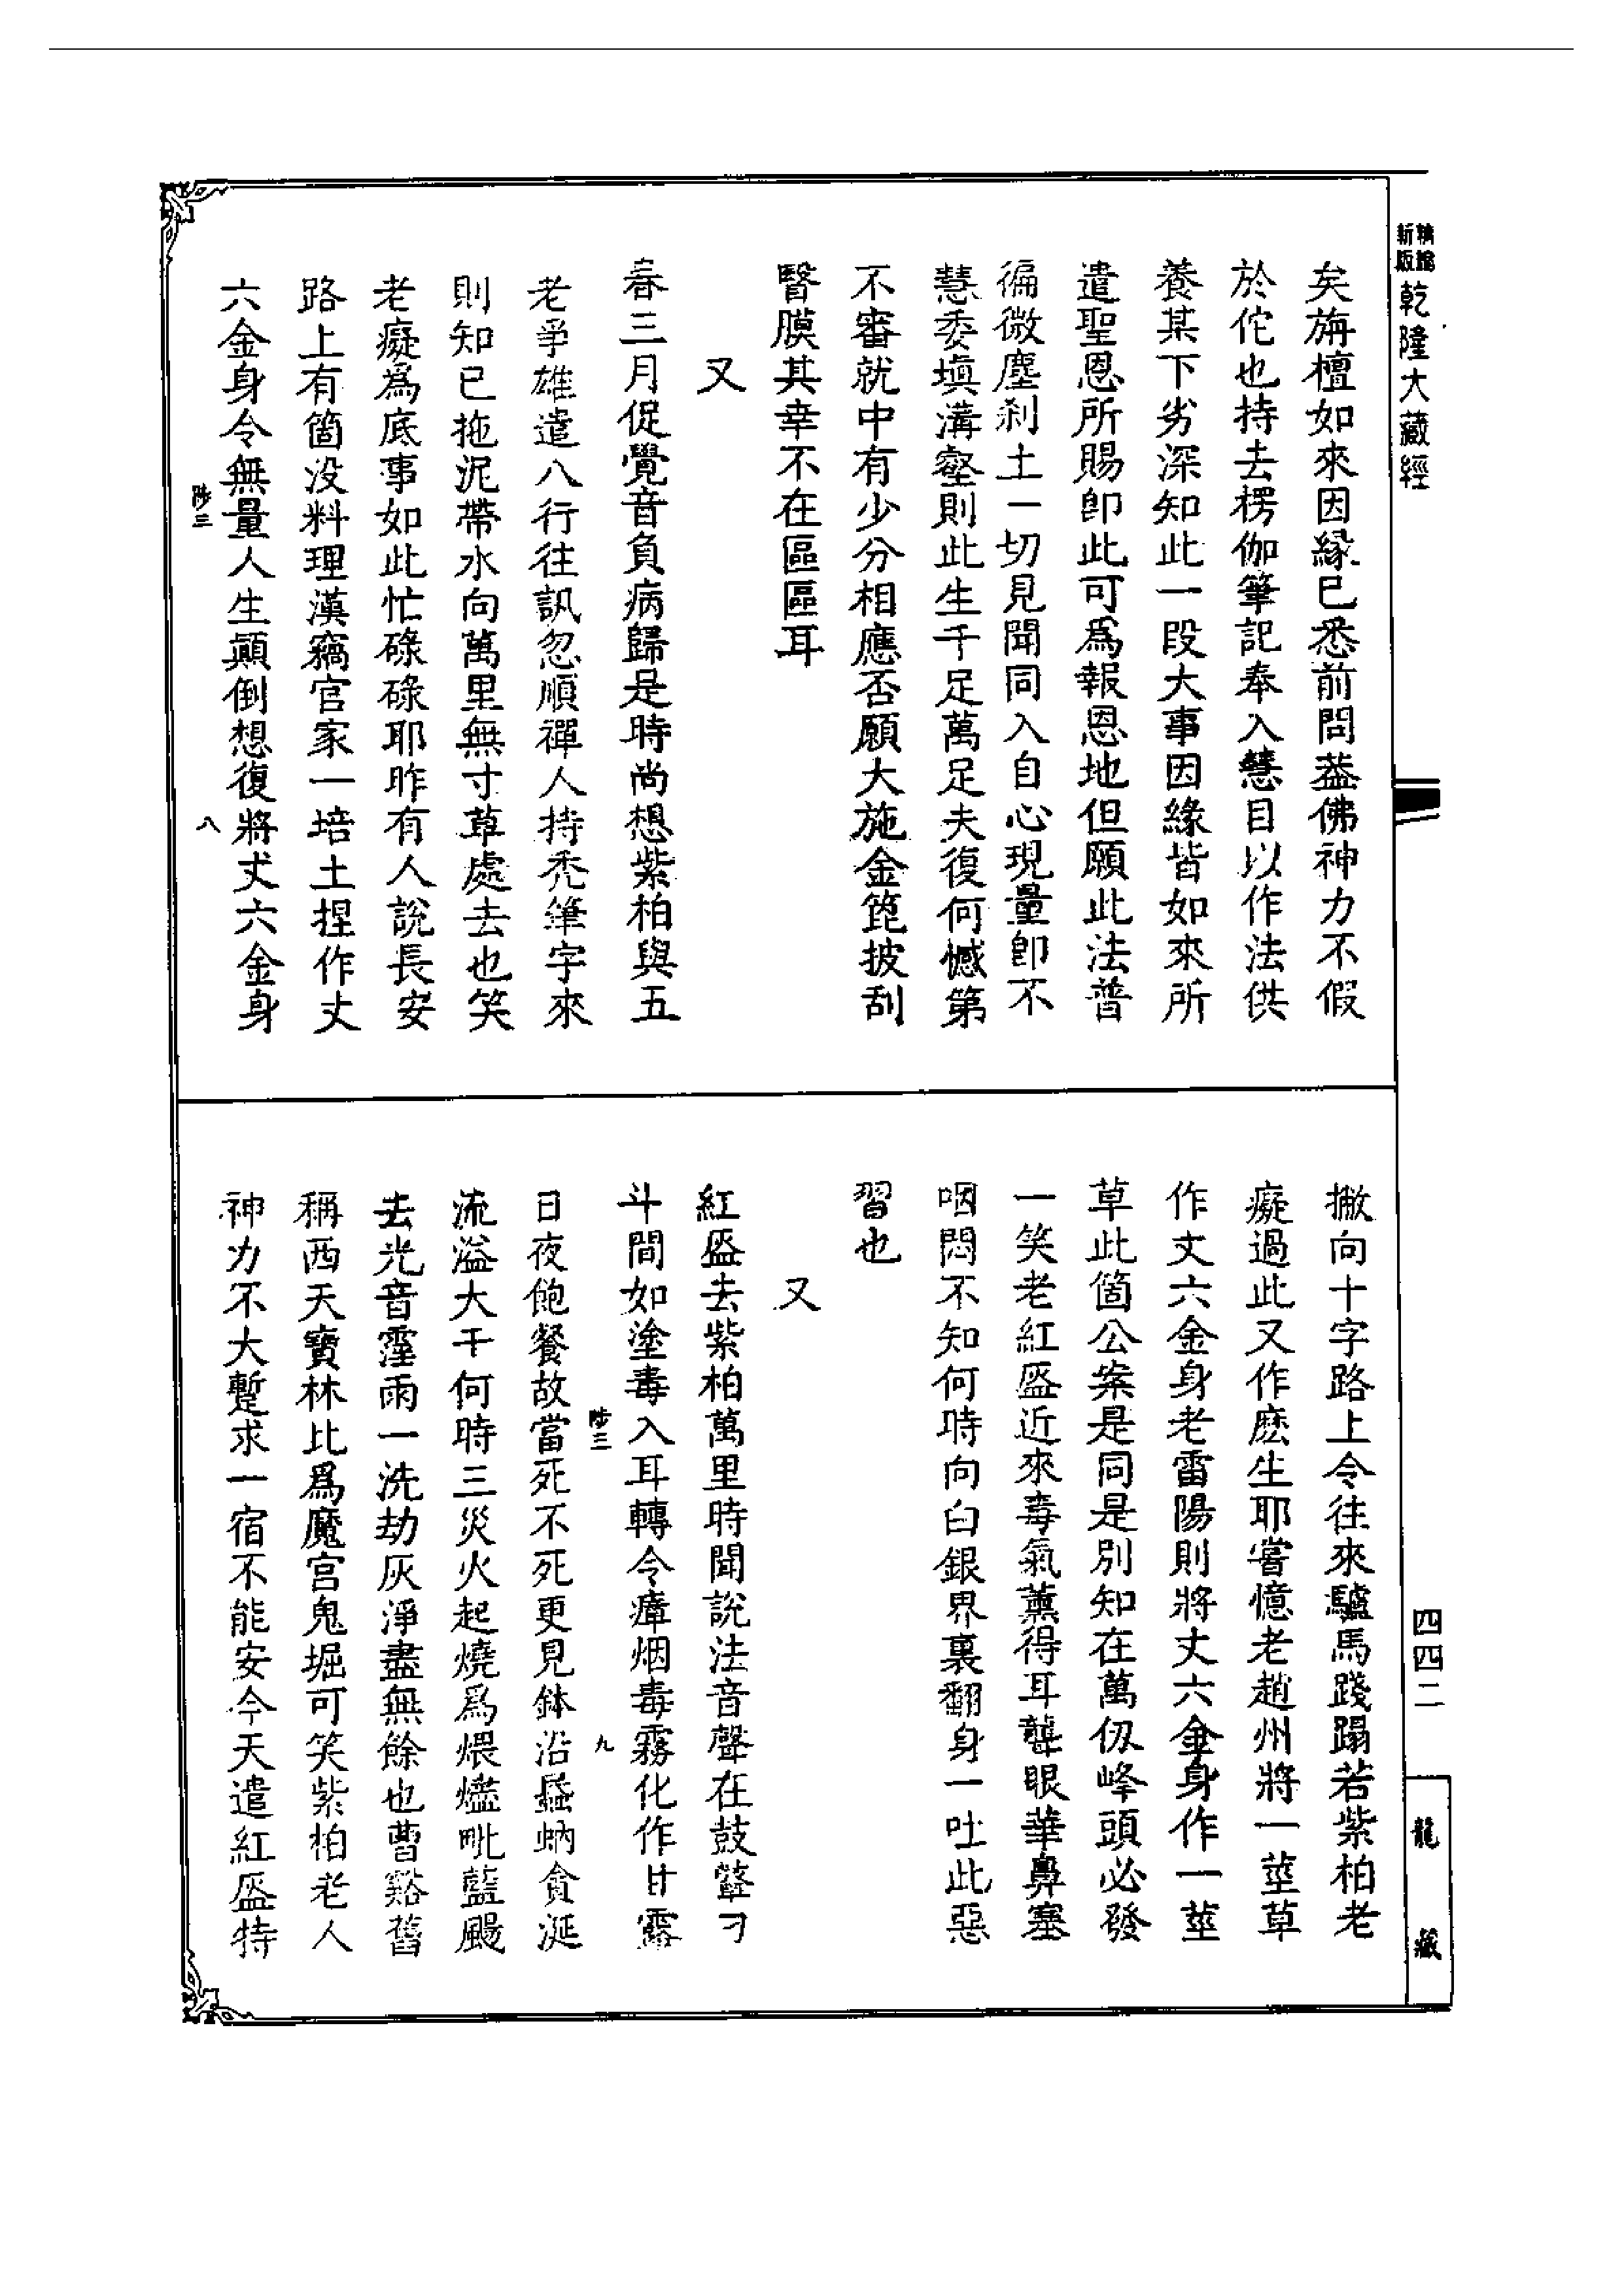 新版
乾隆大藏經
矣旃檀如來因緣已悉前問葢佛神力不假
於佗也持去楞伽筆記奉入慧目以作法供
養某下劣深知此一段大事因緣皆如來所
遣聖恩所賜卽此可爲報恩地但願此法普
徧微塵刹土一切見聞同入自心現量卽不
慧委填溝壑則此生千足萬足夫復何憾第
不審就中有少分相應否願大施金篦披刮
瞖膜其幸不在區區耳
又
春三月促覺音負病歸是時尚想紫柏與五
老爭雄遣八行往訊忽順禪人持禿筆字來
則知已拖泥帶水向萬里無寸草處去也笑
老癡爲底事如此忙碌碌耶昨有人說長安
路上有箇没料理漢竊官家一培土捏作丈
六金身令無量人生顚倒想復將丈六金身
陟三
八
撇向十字路上令往來驢馬踐蹋若紫柏老
癡過此又作麽生耶嘗憶老趙州將一莖草
作丈六金身老雷陽則將丈六金身作一莖
草此箇公案是同是別知在萬仭峰頭必發
一笑老紅盔近來毒氣薰得耳聾眼華鼻塞
咽悶不知何時向白銀界裏翻身一吐此惡
習也
又
紅盔去紫柏萬里時聞說法音聲在鼓鼙刁
斗間如塗毒入耳轉令瘴烟毒霧化作甘露
陟三
九
日夜飽餐故當死不死更見鉢沿蟁蚋貪涎
流溢大千何時三災火起燒爲煨爐毗藍颺
去光音霪雨一洗劫灰淨盡無餘也曹谿舊
稱西天寶林比爲魔宮鬼堀可笑紫柏老人
神力不大暫求一宿不能安今天遣紅盔特
四四二
龍藏